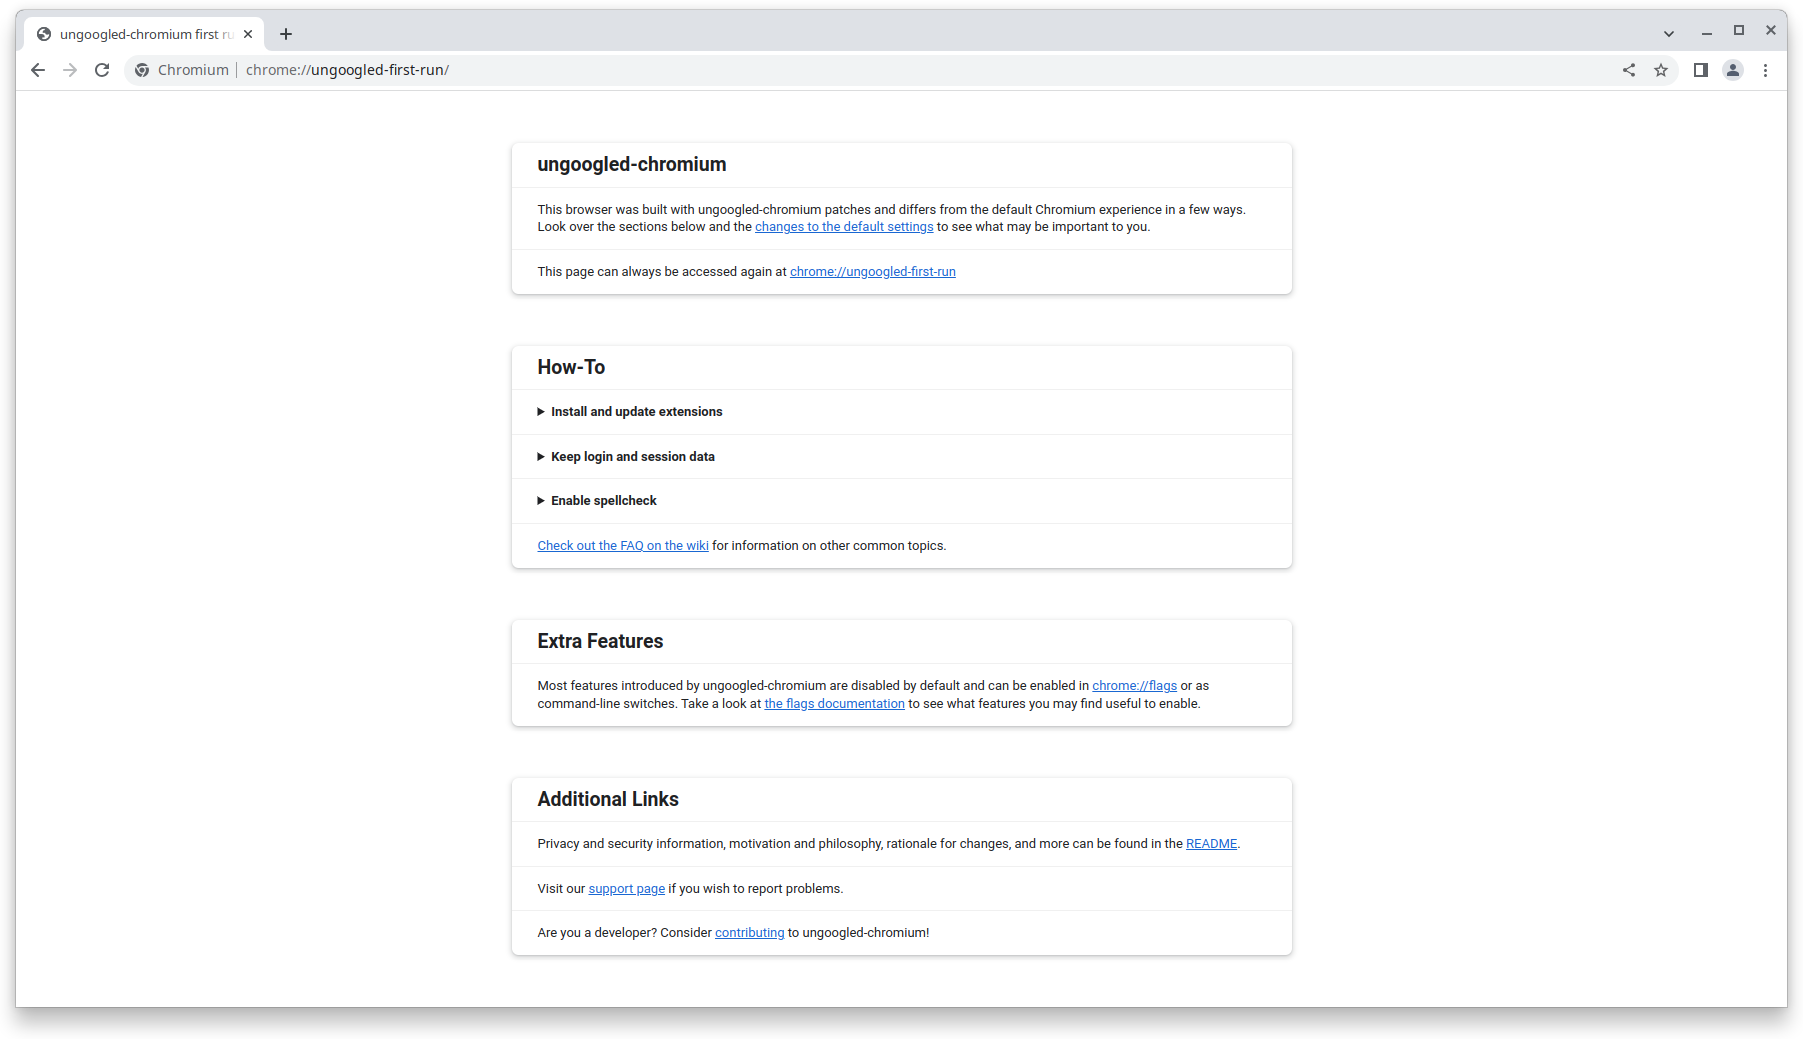 ungoogled-chromium first ru
Chromium | chrome://ungoogled-first-run/
ungoogled-chromium
This browser was built with ungoogled-chromium patches and differs from the default Chromium experience in a few ways.
Look over the sections below and the changes to the default settings to see what may be important to you.
This page can always be accessed again at chrome://ungoogled-first-run
How-To
Install and update extensions
Keep login and session data
Enable spellcheck
Check out the FAQ on the wiki for information on other common topics.
Extra Features
Most features introduced by ungoogled-chromium are disabled by default and can be enabled in chrome://flags or as
command-line switches. Take a look at the flags documentation to see what features you may find useful to enable.
Additional Links
Privacy and security information, motivation and philosophy, rationale for changes, and more can be found in the README.
Visit our support page if you wish to report problems.
Are you a developer? Consider contributing to ungoogled-chromium!